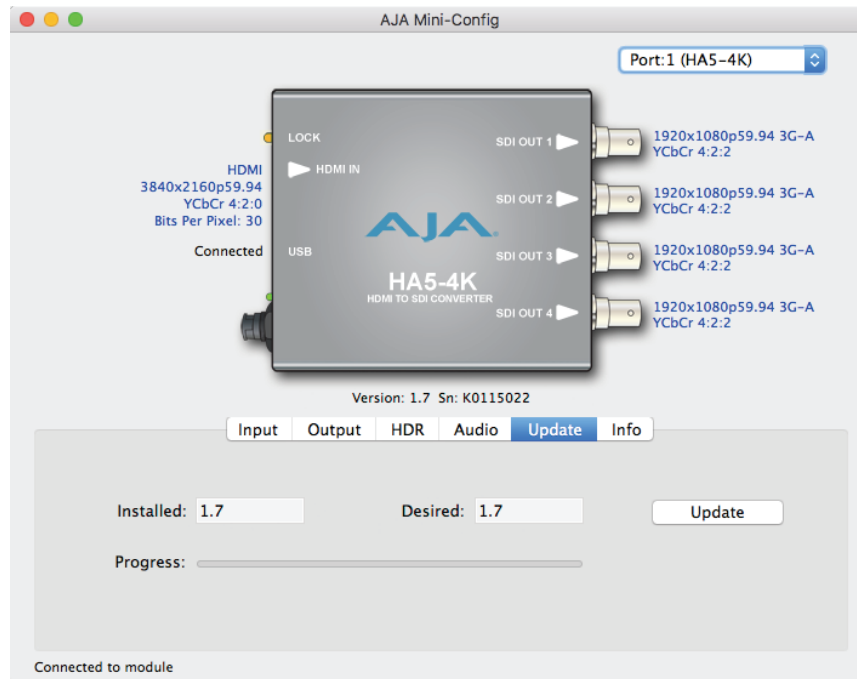 AJA Mini-Config
Port:1 (HA5-4K)
LOCK
HDMI IN
USB
HDMI
3840x2160p59.94
YCbCr 4:2:0
Bits Per Pixel: 30
Connected
AJA
HA5-4K
HDMI TO SDI CONVERTER
SDI OUT 1
1920x1080p59.94 3G-A
YCbCr 4:2:2
SDI OUT 2
1920x1080p59.94 3G-A
YCbCr 4:2:2
SDI OUT 3
1920x1080p59.94 3G-A
YCbCr 4:2:2
SDI OUT 4
1920x1080p59.94 3G-A
YCbCr 4:2:2
Version: 1.7 Sn: K0115022
Input Output HDR Audio Update Info
Installed: 1.7 Desired: 1.7 Update
Progress:
Connected to module